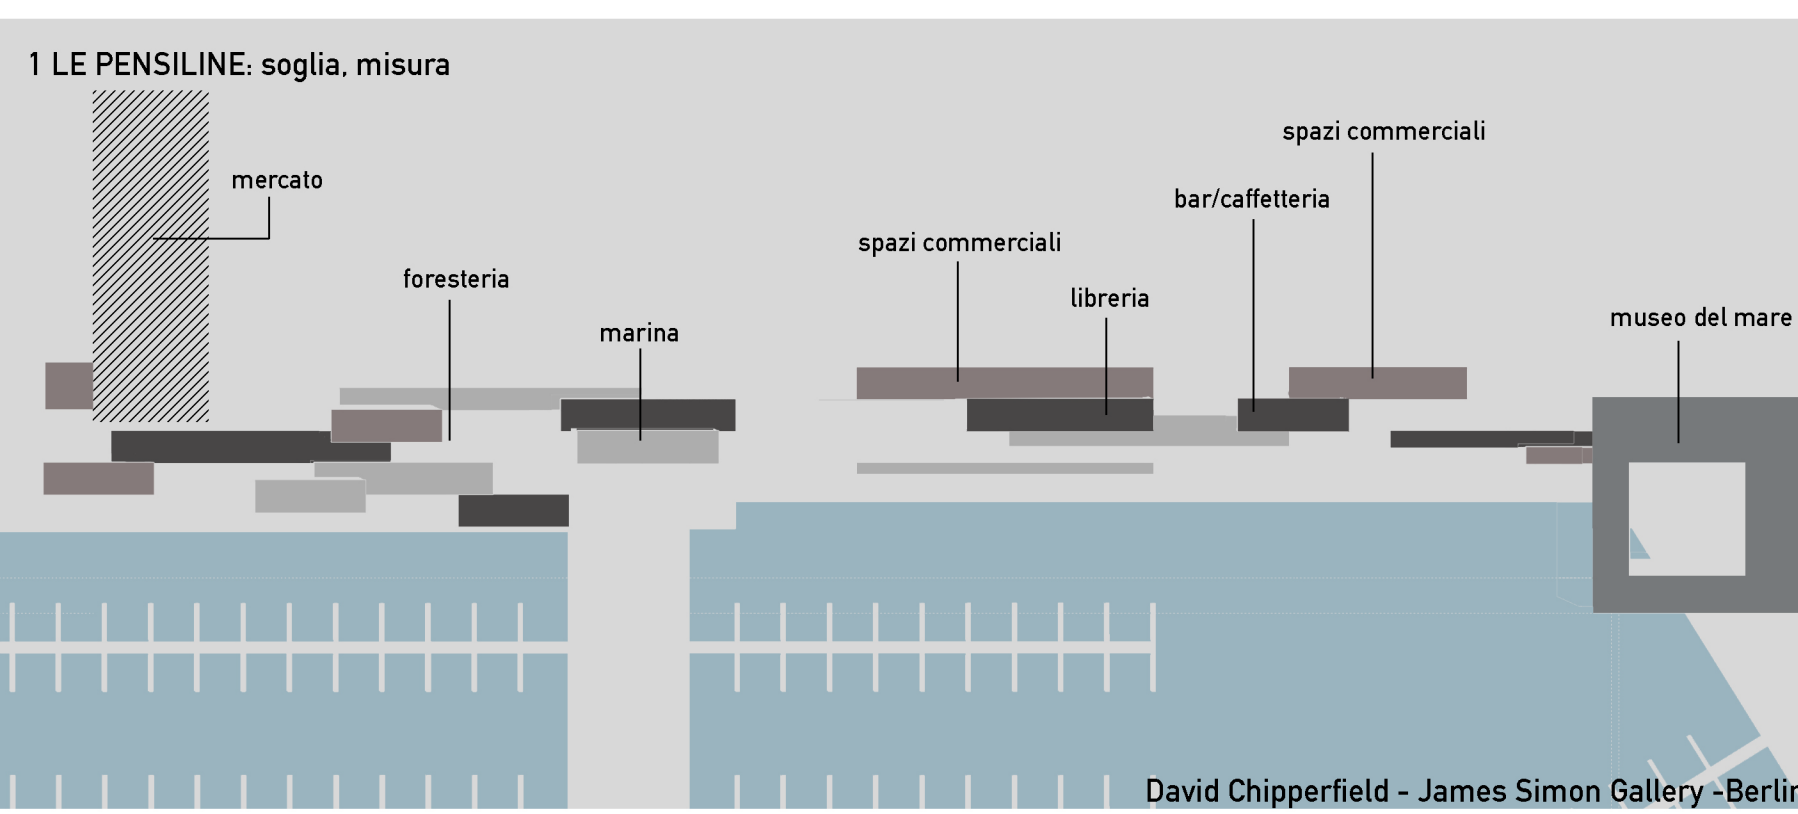 1 LE PENSILINE: soglia, misura
spazi commerciali
mercato
bar/caffetteria
spazi commerciali
foresteria
libreria
museo del mare
marina
David Chipperfield - James Simon Gallery -Berlin